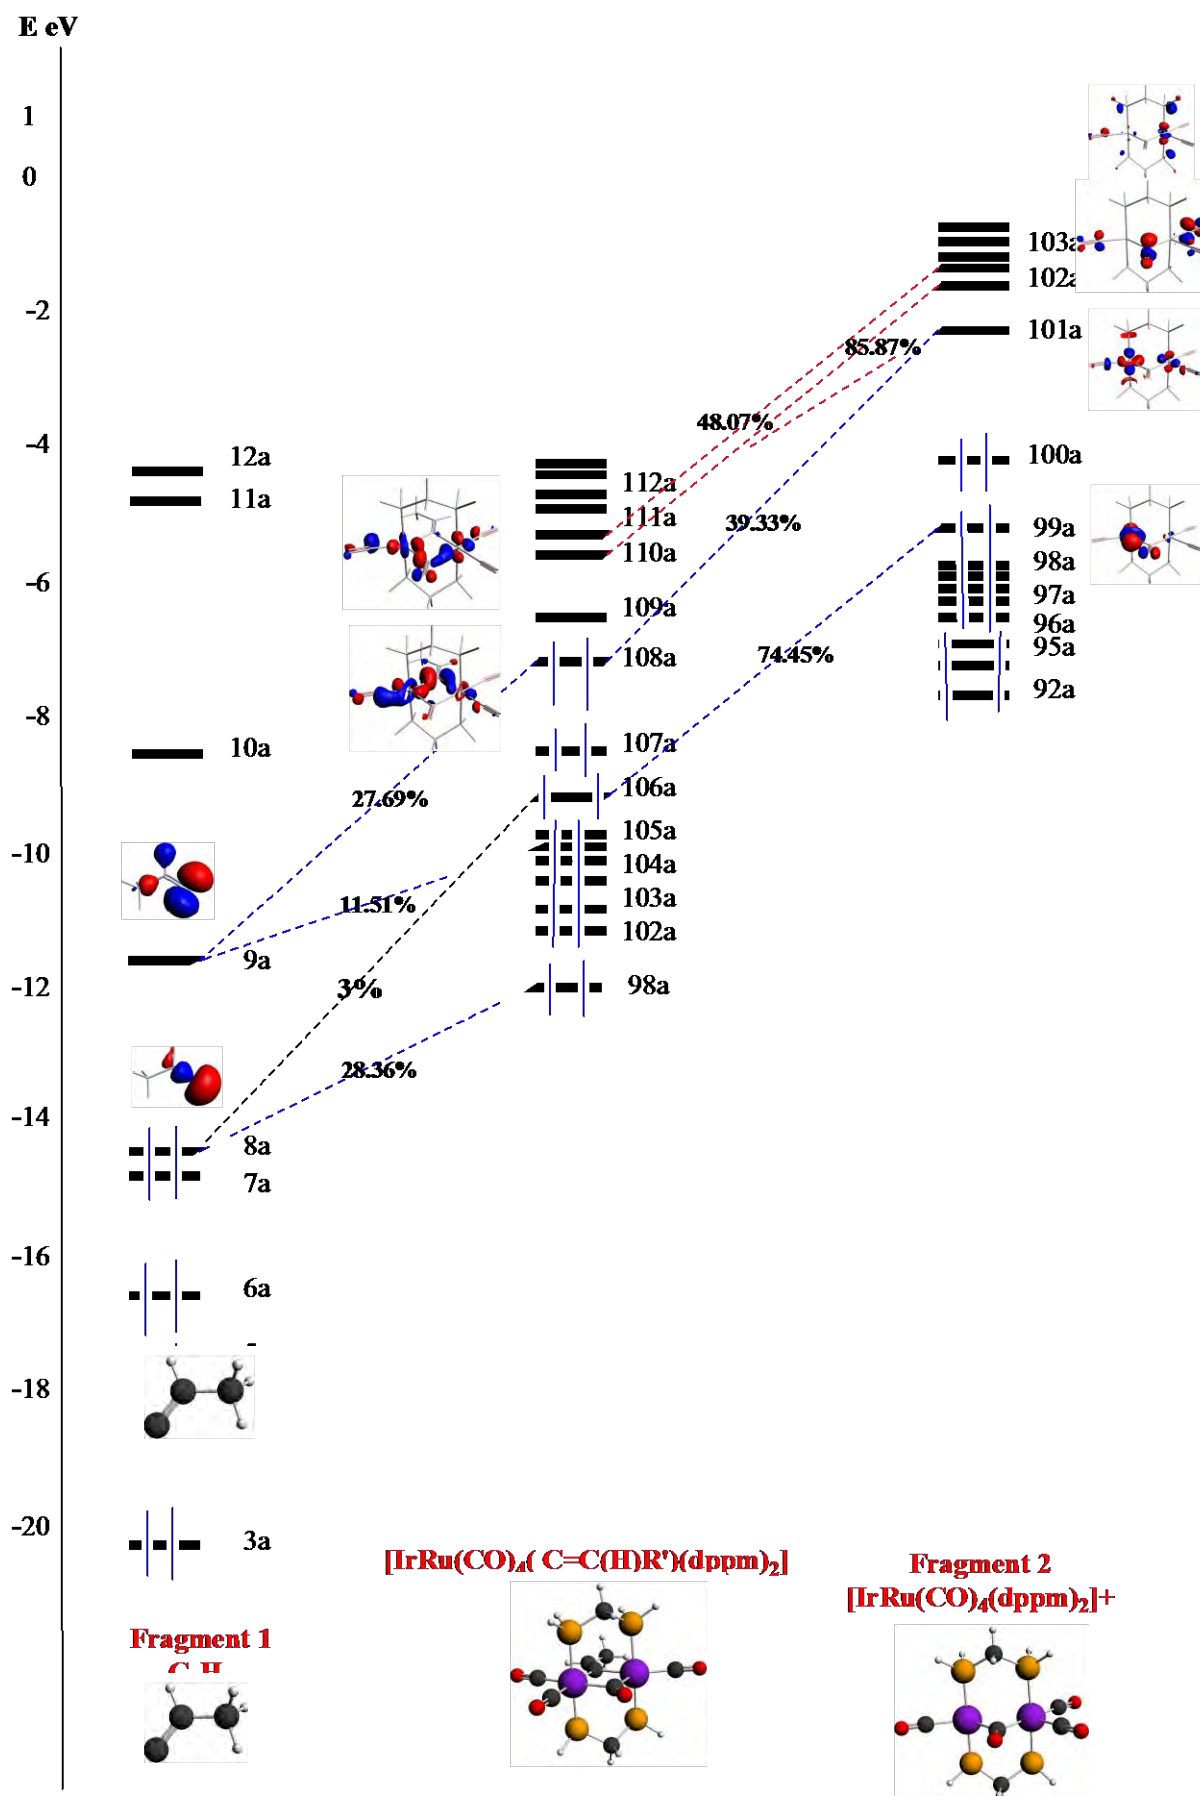 E eV
1
0
-2
-4
-6
-8
-10
-12
-14
-16
-18
-20
12a
11a
10a
9a
8a
7a
6a
3a
112a
111a
110a
109a
108a
107a
106a
105a
104a
103a
102a
98a
103a
102a
101a
100a
99a
98a
97a
96a
95a
92a
85.87%
48.07%
39.33%
74.45%
27.69%
11.51%
3%
28.36%
[IrRu(CO)₄( C=C(H)R')(dppm)₂]
Fragment 2
[IrRu(CO)₄(dppm)₂]+
Fragment 1